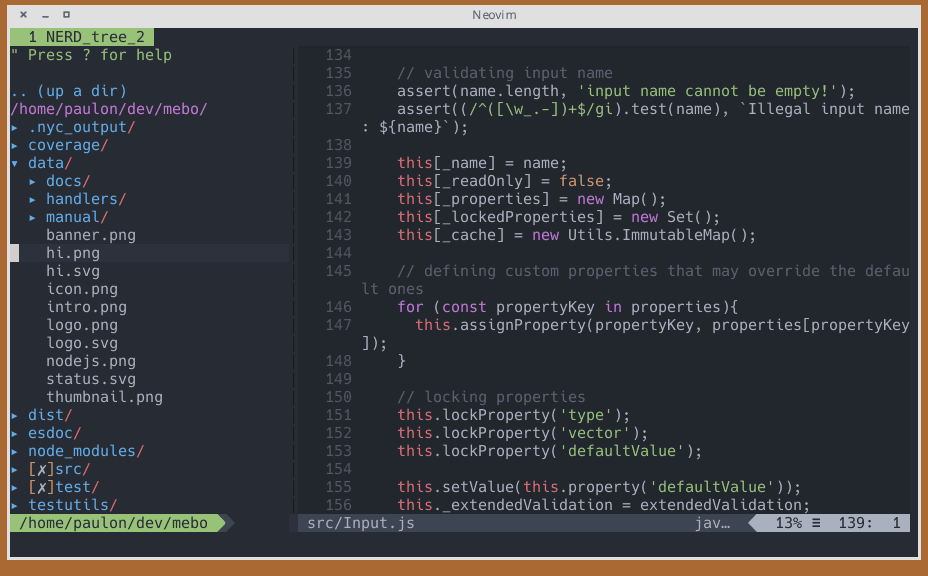 Neovim
1 NERD_tree_2
" Press ? for help
.. (up a dir)
/home/paulon/dev/mebo/
▸ .nyc_output/
▸ coverage/
▾ data/
▸ docs/
▸ handlers/
▸ manual/
banner.png
hi.png
hi.svg
icon.png
intro.png
logo.png
logo.svg
nodejs.png
status.svg
thumbnail.png
▸ dist/
▸ esdoc/
▸ node_modules/
▸ [✗]src/
▸ [✗]test/
▸ testutils/
/home/paulon/dev/mebo
134
135 // validating input name
136 assert(name.length, 'input name cannot be empty!');
137 assert((/^([\w_.-])+$/gi).test(name), `Illegal input name
: ${name}`);
138
139 this[_name] = name;
140 this[_readOnly] = false;
141 this[_properties] = new Map();
142 this[_lockedProperties] = new Set();
143 this[_cache] = new Utils.ImmutableMap();
144
145 // defining custom properties that may override the defau
lt ones
146 for (const propertyKey in properties){
147 this.assignProperty(propertyKey, properties[propertyKey
]);
148 }
149
150 // locking properties
151 this.lockProperty('type');
152 this.lockProperty('vector');
153 this.lockProperty('defaultValue');
154
155 this.setValue(this.property('defaultValue'));
156 this._extendedValidation = extendedValidation;
src/Input.js jav… 13% ≡ 139: 1